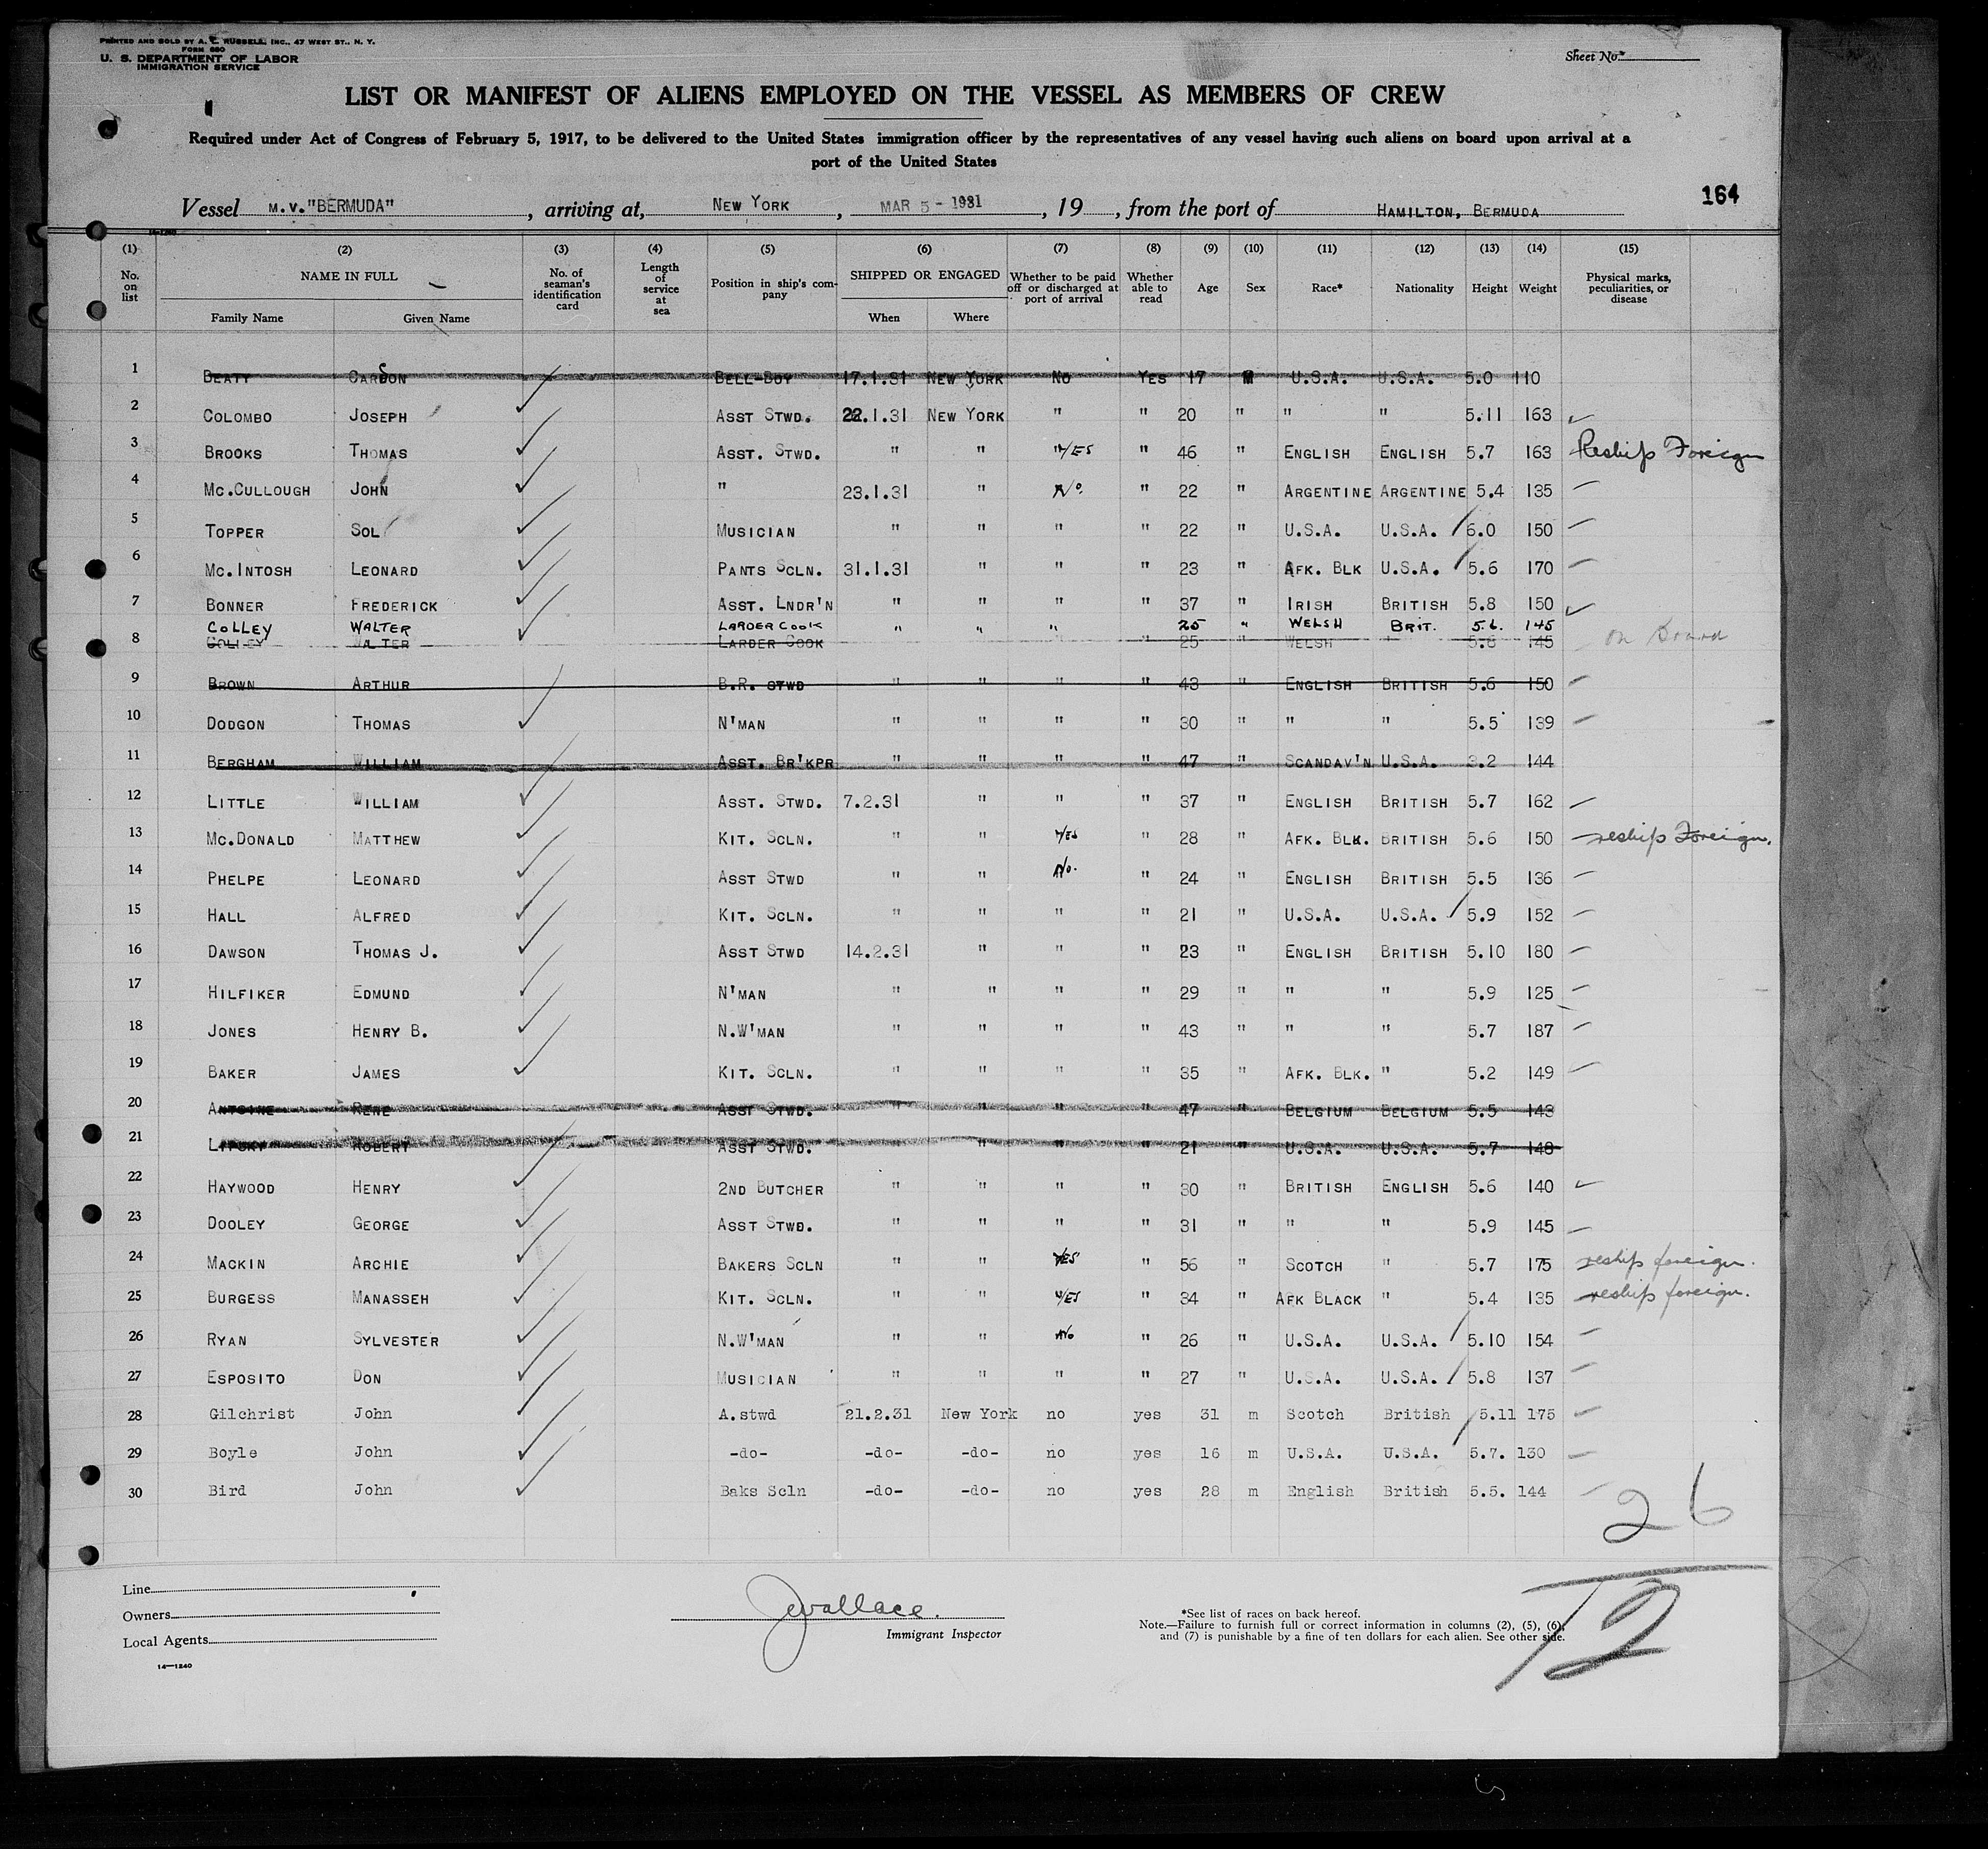 PRINTED AND SOLD BY A. C. RUSSELL, INC., 47 WEST ST., N. Y.
FORM 680
U. S. DEPARTMENT OF LABOR
IMMIGRATION SERVICE
Sheet No.
LIST OR MANIFEST OF ALIENS EMPLOYED ON THE VESSEL AS MEMBERS OF CREW
Required under Act of Congress of February 5, 1917, to be delivered to the United States immigration officer by the representatives of any vessel having such aliens on board upon arrival at a
port of the United States
164
Vessel M.V."BERMUDA", arriving at, NEW YORK, MAR 5 - 1931, 19, from the port of HAMILTON, BERMUDA
(1) (2) (3) (4) (5) (6) (7) (8) (9) (10) (11) (12) (13) (14) (15)
No. on list NAME IN FULL Family Name Given Name No. of seaman's identification card Length of service at sea Position in ship's company SHIPPED OR ENGAGED When Where Whether to be paid off or discharged at port of arrival Whether able to read Age Sex Race* Nationality Height Weight Physical marks, peculiarities, or disease
1 BEATY CARSON BELL-BOY 17.1.31 NEW YORK NO YES 17 M U.S.A. U.S.A. 5.0 110
2 COLOMBO JOSEPH ASST STWD. 22.1.31 NEW YORK " " 20 " " " 5.11 163
3 BROOKS THOMAS ASST. STWD. " " YES " 46 " ENGLISH ENGLISH 5.7 163 Reship Foreign
4 MC.CULLOUGH JOHN " 23.1.31 " No. " 22 " ARGENTINE ARGENTINE 5.4 135
5 TOPPER SOL MUSICIAN " " " " 22 " U.S.A. U.S.A. 6.0 150
6 MC.INTOSH LEONARD PANTS SCLN. 31.1.31 " " " 23 " AFK. BLK U.S.A. 5.6 170
7 BONNER FREDERICK ASST. LNDR'N " " " " 37 " IRISH BRITISH 5.8 150
COLLEY WALTER LARDER COOK " " " 25 " WELSH BRIT. 5.6. 145
8 COLLEY WALTER LARDER COOK " 25 WELSH " 5.6 145 on board
9 BROWN ARTHUR B.R. STWD " " " " 43 " ENGLISH BRITISH 5.6 150
10 DODGON THOMAS N'MAN " " " " 30 " " " 5.5 139
11 BERGHAM WILLIAM ASST. BR'KPR " " " " 47 " SCANDAV'N U.S.A. 3.2 144
12 LITTLE WILLIAM ASST. STWD. 7.2.31 " " " 37 " ENGLISH BRITISH 5.7 162
13 MC.DONALD MATTHEW KIT. SCLN. " " YES " 28 " AFK. BLK. BRITISH 5.6 150 reship Foreign.
14 PHELPE LEONARD ASST STWD " " No. " 24 " ENGLISH BRITISH 5.5 136
15 HALL ALFRED KIT. SCLN. " " " " 21 " U.S.A. U.S.A. 5.9 152
16 DAWSON THOMAS J. ASST STWD 14.2.31 " " " 23 " ENGLISH BRITISH 5.10 180
17 HILFIKER EDMUND N'MAN " " " " 29 " " " 5.9 125
18 JONES HENRY B. N.W'MAN " " " " 43 " " " 5.7 187
19 BAKER JAMES KIT. SCLN. " " " " 35 " AFK. BLK. " 5.2 149
20 ANTOINE RENE ASST STWD. " " " " 47 " BELGIUM BELGIUM 5.5 143
21 LIPSKY ROBERT ASST STWD. " " " " 21 " U.S.A. U.S.A. 5.7 148
22 HAYWOOD HENRY 2ND BUTCHER " " " " 30 " BRITISH ENGLISH 5.6 140
23 DOOLEY GEORGE ASST STWD. " " " " 31 " " " 5.9 145
24 MACKIN ARCHIE BAKERS SCLN " " YES " 56 " SCOTCH " 5.7 175 reship foreign.
25 BURGESS MANASSEH KIT. SCLN. " " YES " 34 " AFK BLACK " 5.4 135 reship foreign.
26 RYAN SYLVESTER N.W'MAN " " No " 26 " U.S.A. U.S.A. 5.10 154
27 ESPOSITO DON MUSICIAN " " " " 27 " U.S.A. U.S.A. 5.8 137
28 Gilchrist John A.stwd 21.2.31 New York no yes 31 m Scotch British 5.11 175
29 Boyle John -do- -do- -do- no yes 16 m U.S.A. U.S.A. 5.7. 130
30 Bird John Baks Scln -do- -do- no yes 28 m English British 5.5. 144
26
Line
Owners
Local Agents
14—1240
JWallace.
Immigrant Inspector
*See list of races on back hereof.
Note.—Failure to furnish full or correct information in columns (2), (5), (6),
and (7) is punishable by a fine of ten dollars for each alien. See other side.